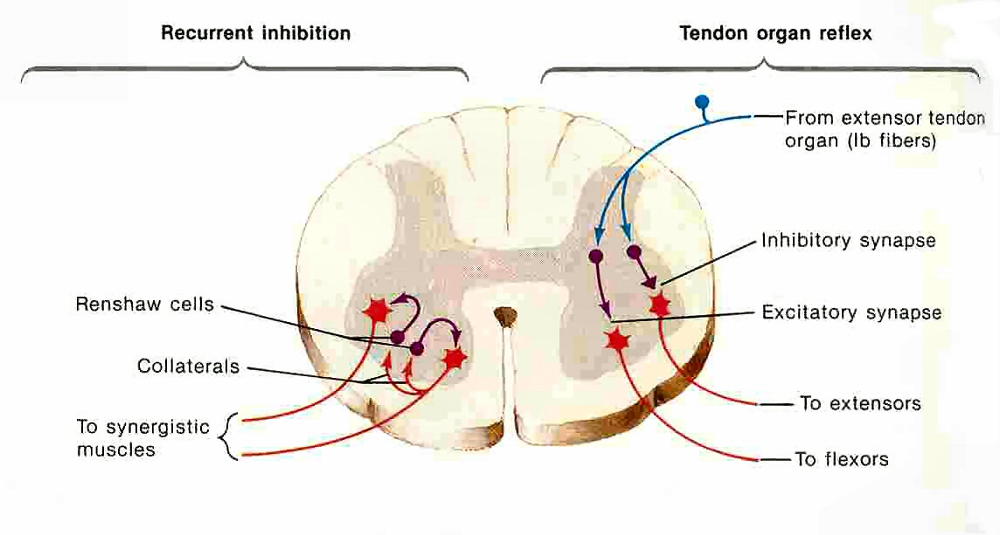 Recurrent inhibition
Tendon organ reflex
From extensor tendon
organ (Ib fibers)
Inhibitory synapse
Renshaw cells
Excitatory synapse
Collaterals
To extensors
To synergistic
muscles
To flexors